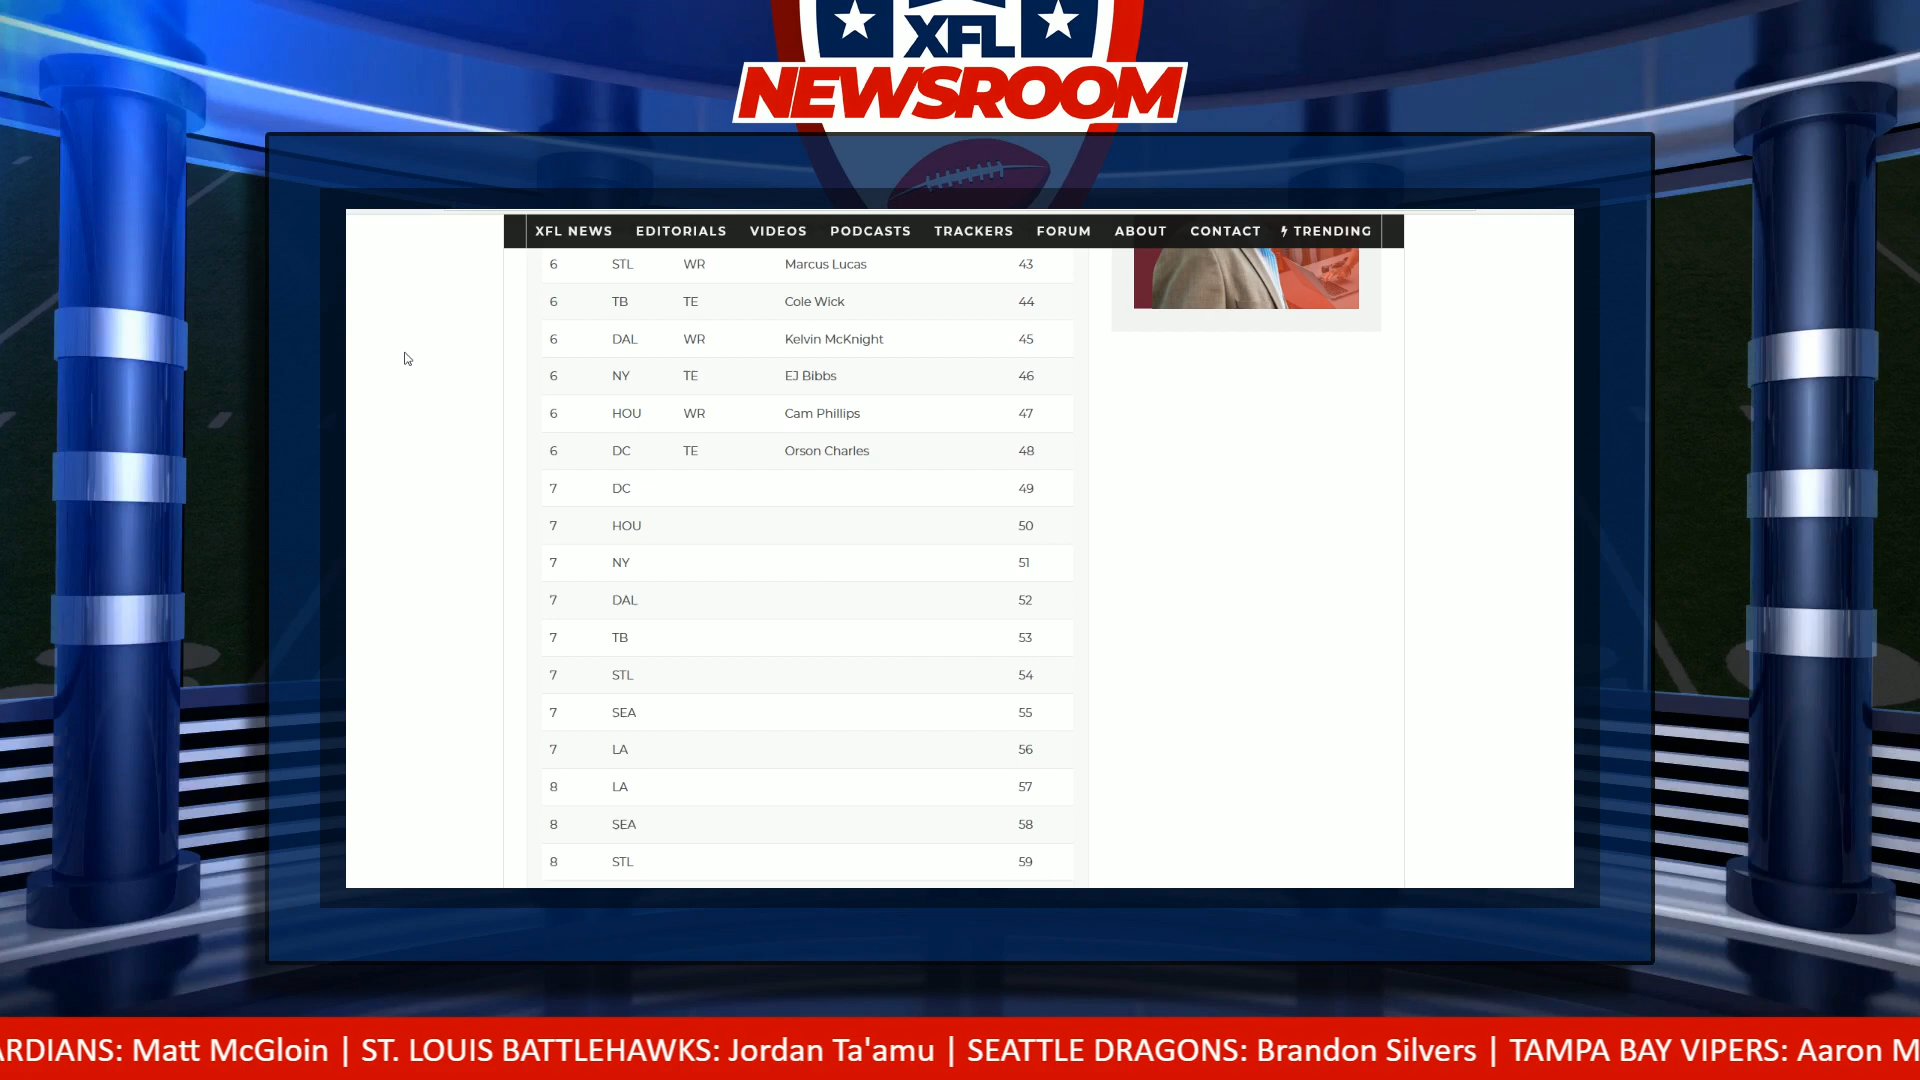 XFL
NEWSROOM
XFL NEWS EDITORIALS VIDEOS PODCASTS TRACKERS FORUM ABOUT CONTACT TRENDING
6 STL WR Marcus Lucas 43
6 TB TE Cole Wick 44
6 DAL WR Kelvin McKnight 45
6 NY TE EJ Bibbs 46
6 HOU WR Cam Phillips 47
6 DC TE Orson Charles 48
7 DC 49
7 HOU 50
7 NY 51
7 DAL 52
7 TB 53
7 STL 54
7 SEA 55
7 LA 56
8 LA 57
8 SEA 58
8 STL 59
ARDIANS: Matt McGloin | ST. LOUIS BATTLEHAWKS: Jordan Ta'amu | SEATTLE DRAGONS: Brandon Silvers | TAMPA BAY VIPERS: Aaron M